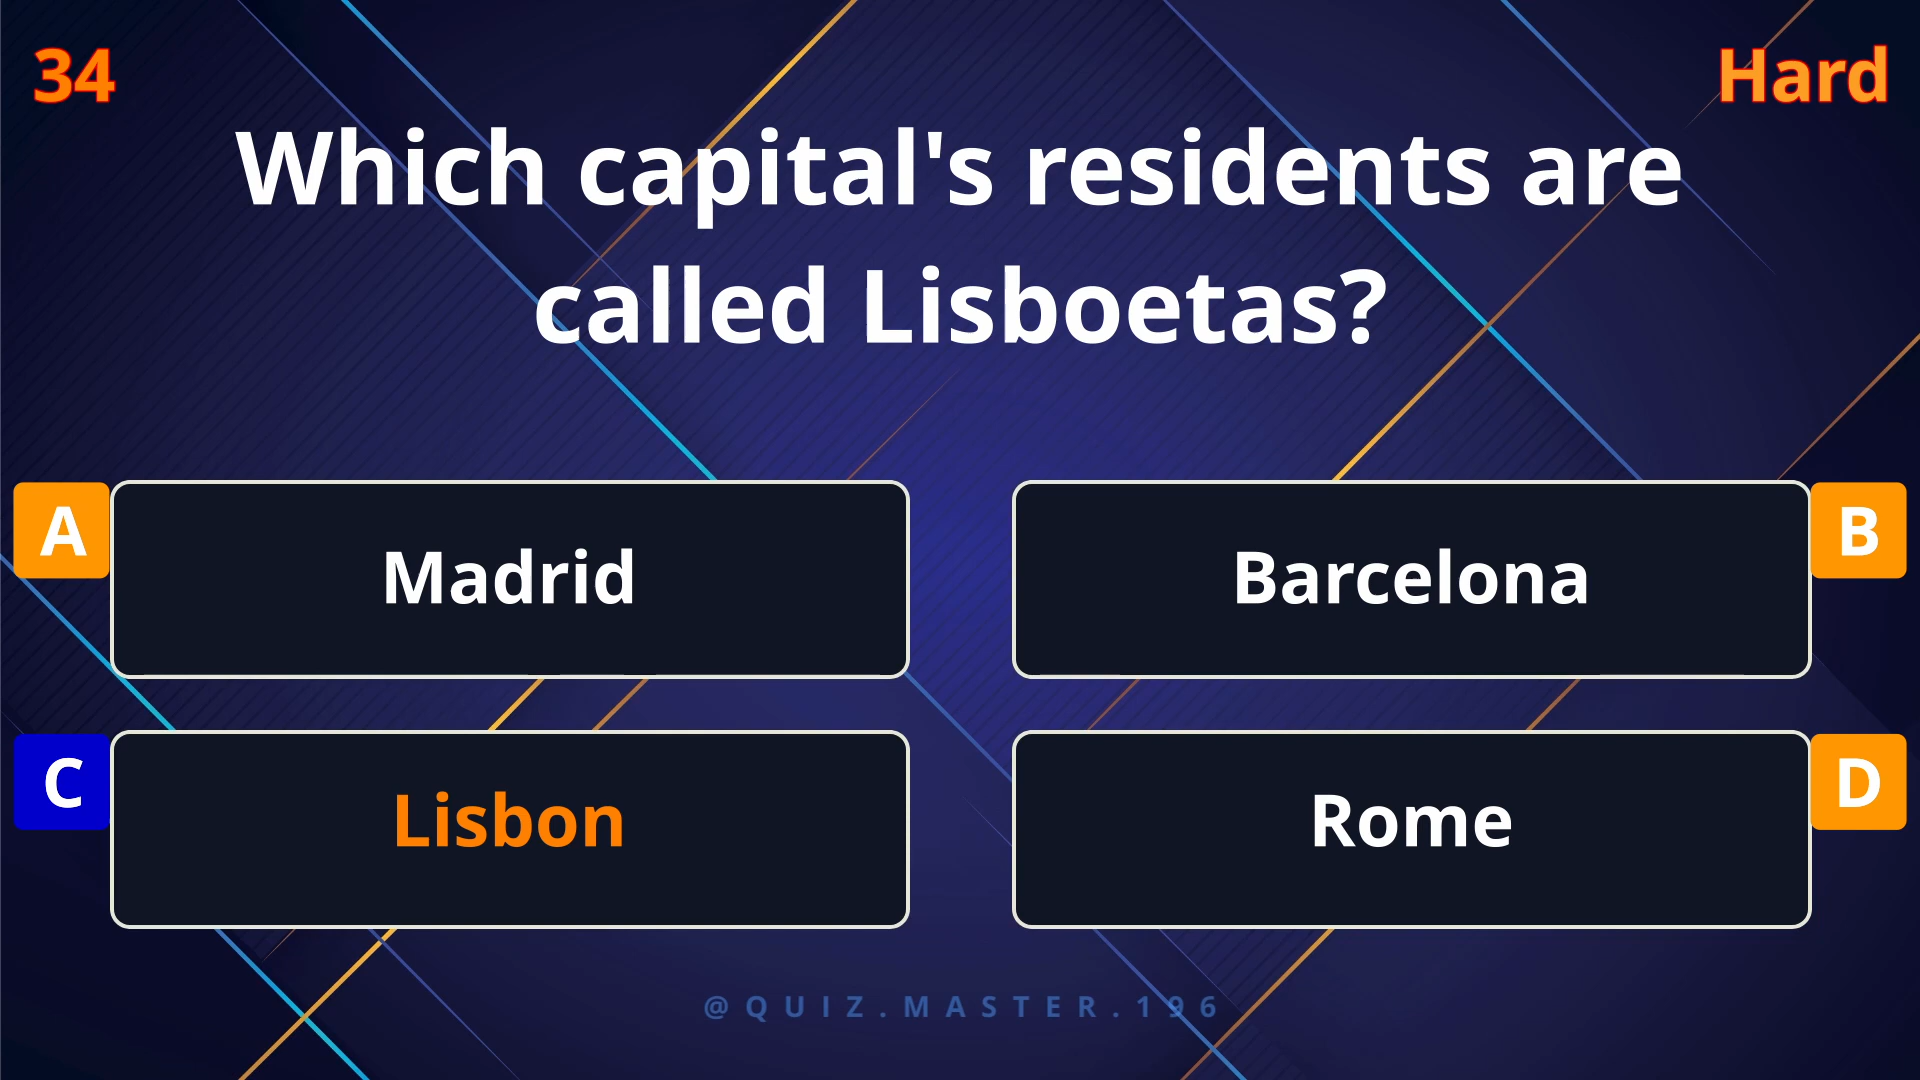 34
Hard
Which capital's residents are
called Lisboetas?
A
Madrid
Barcelona
B
C
Lisbon
Rome
D
@QUIZ.MASTER.196